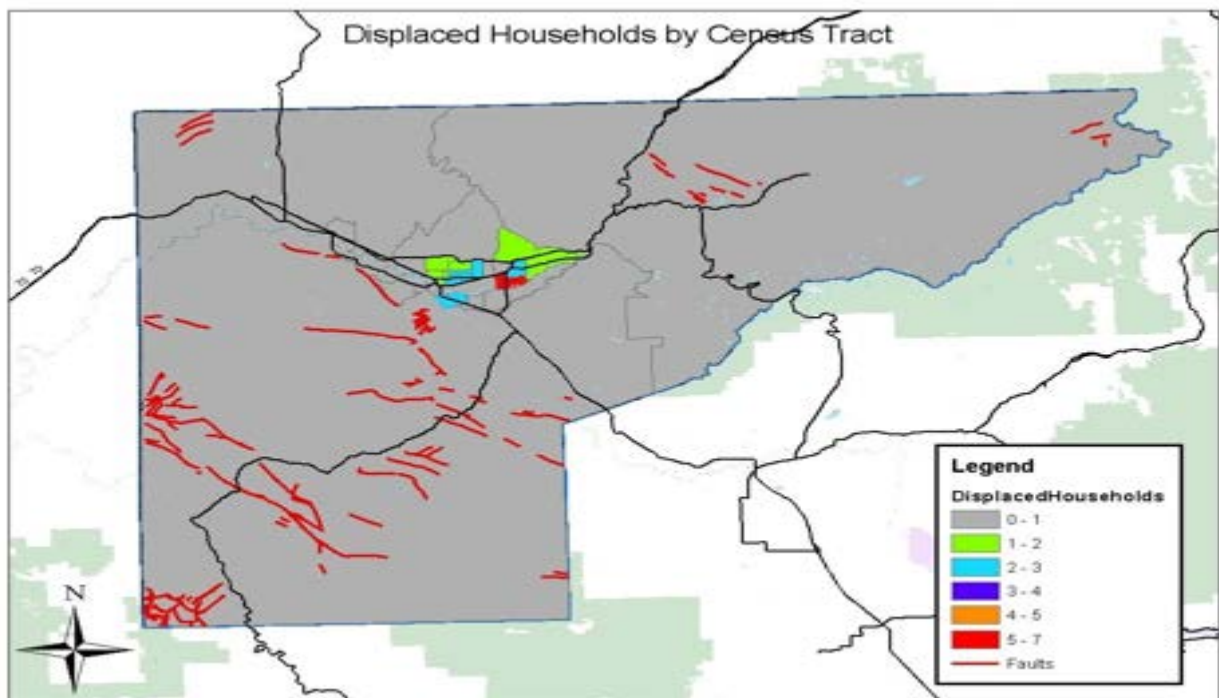 Displaced Households by Census Tract
N
Legend
DisplacedHouseholds
0 - 1
1 - 2
2 - 3
3 - 4
4 - 5
5 - 7
Faults